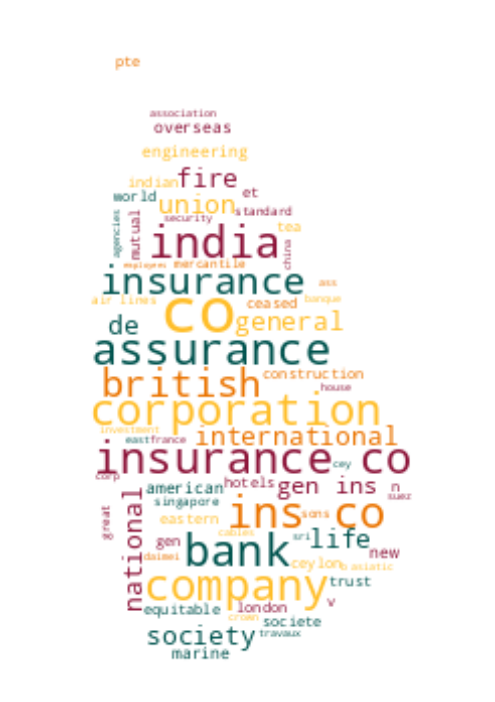 pte
association
overseas
engineering
indian fire
world et
union standard
agencies mutual security tea
india china
employees mercantile
insurance ass
air lines co ceased banque
de general
assurance
british construction
house
corporation
investment
east france international
insurance co cey
corp american hotels gen ins n
singapore suez
great national eastern ins sons co
cables
gen bank sri life
daimei new
ceylon b asiatic
company trust
equitable london v
crown societe
society travaux
marine